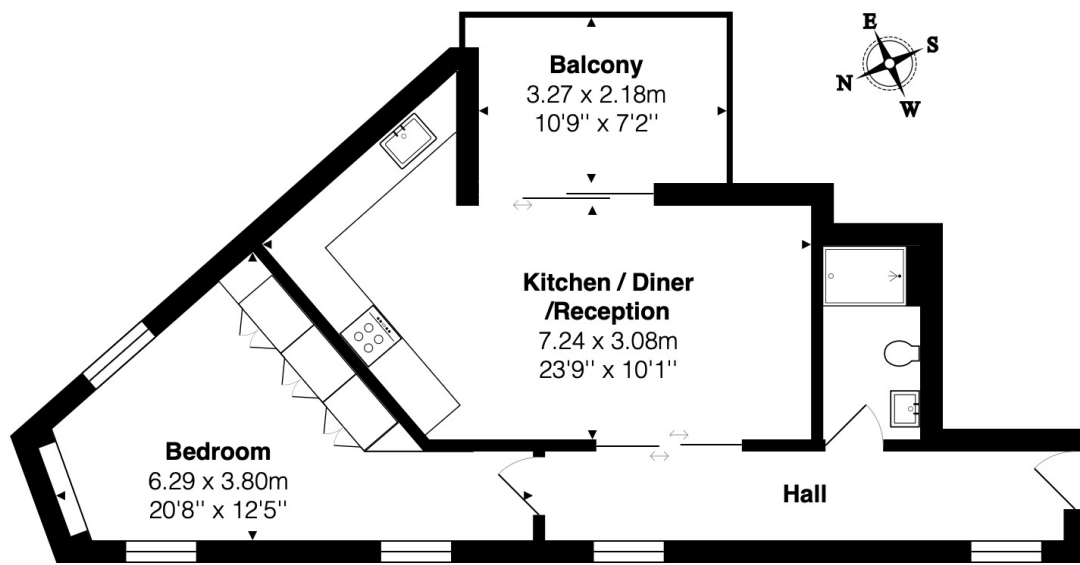 E
S
N
W
Balcony
3.27 x 2.18m
10'9'' x 7'2''
Kitchen / Diner
/Reception
7.24 x 3.08m
23'9'' x 10'1''
Bedroom
6.29 x 3.80m
20'8'' x 12'5''
Hall